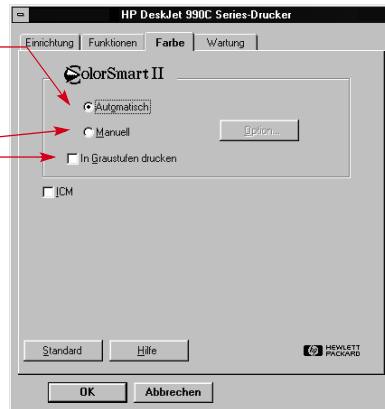 HP DeskJet 990C Series-Drucker
Einrichtung Funktionen Farbe Wartung
ColorSmart II
Automatisch
Manuell
Option...
In Graustufen drucken
ICM
Standard Hilfe
hp HEWLETT
PACKARD
OK Abbrechen